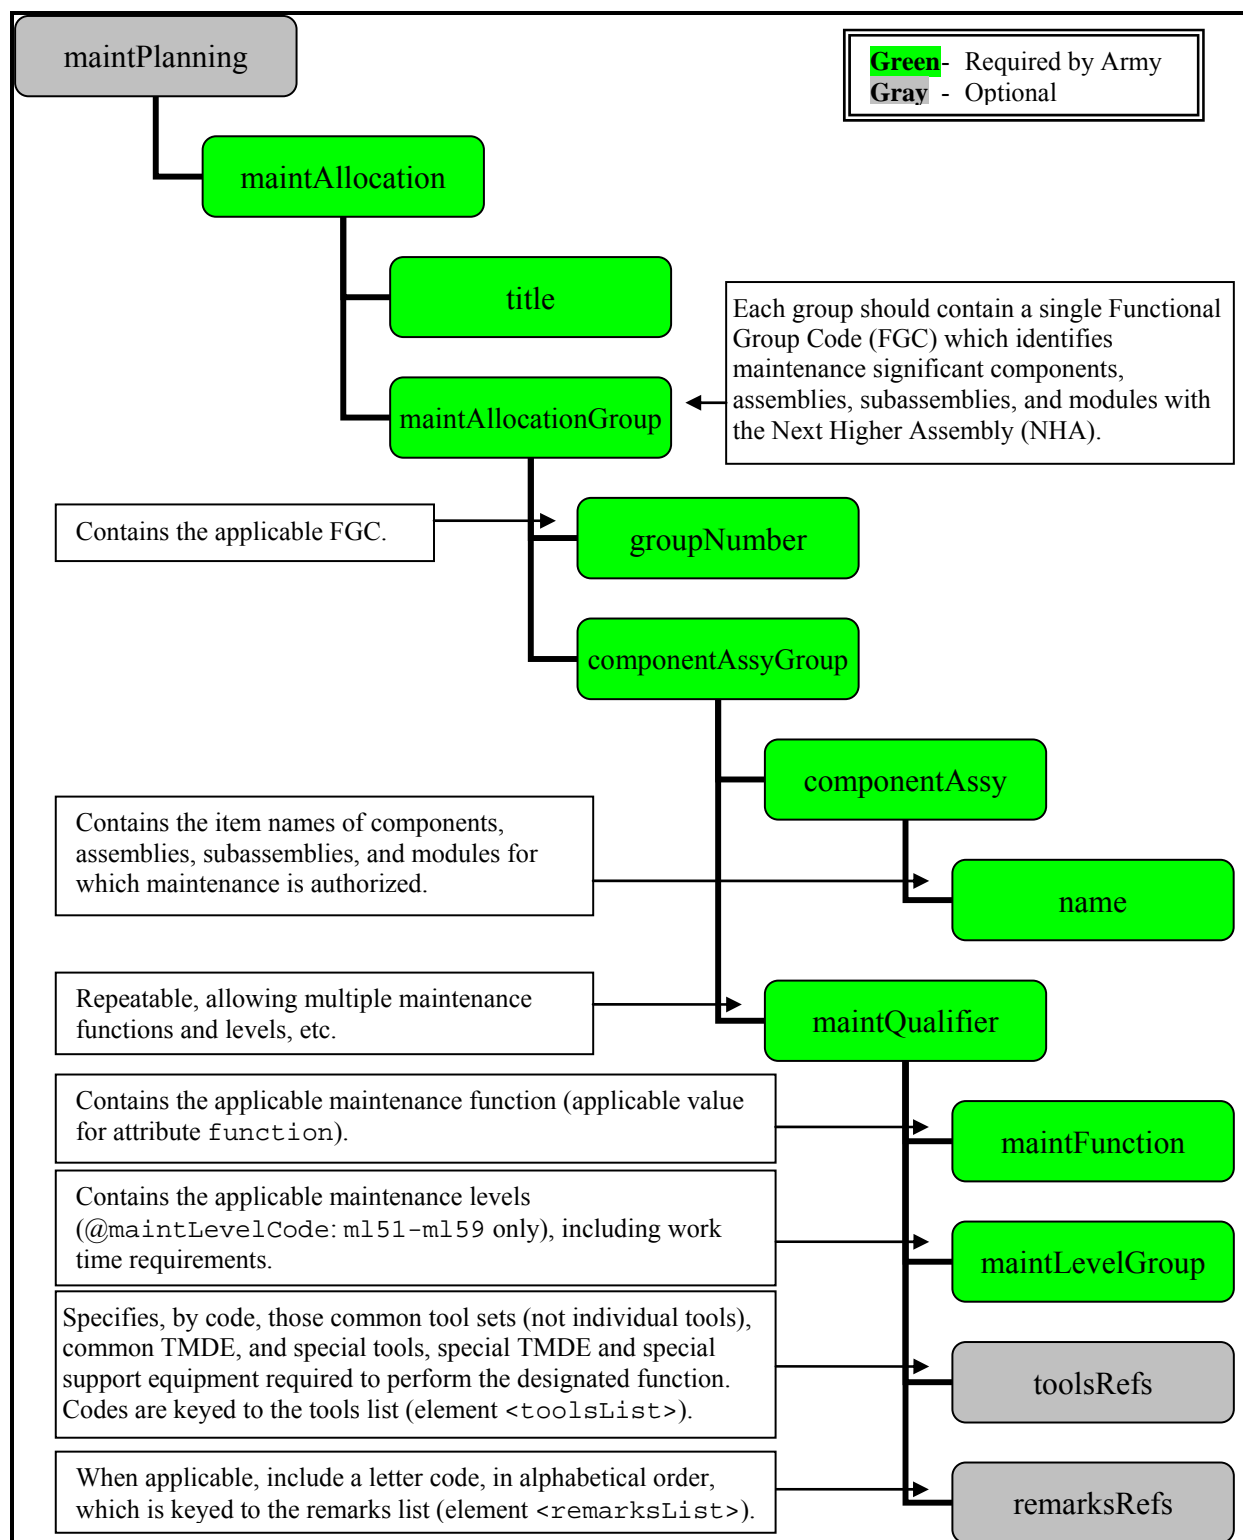 maintPlanning
Green- Required by Army
Gray - Optional
maintAllocation
title
Each group should contain a single Functional
Group Code (FGC) which identifies
maintenance significant components,
assemblies, subassemblies, and modules with
the Next Higher Assembly (NHA).
maintAllocationGroup
Contains the applicable FGC.
groupNumber
componentAssyGroup
componentAssy
Contains the item names of components,
assemblies, subassemblies, and modules for
which maintenance is authorized.
name
Repeatable, allowing multiple maintenance
functions and levels, etc.
maintQualifier
Contains the applicable maintenance function (applicable value
for attribute function).
maintFunction
Contains the applicable maintenance levels
(@maintLevelCode: ml51-ml59 only), including work
time requirements.
maintLevelGroup
Specifies, by code, those common tool sets (not individual tools),
common TMDE, and special tools, special TMDE and special
support equipment required to perform the designated function.
Codes are keyed to the tools list (element <toolsList>).
toolsRefs
When applicable, include a letter code, in alphabetical order,
which is keyed to the remarks list (element <remarksList>).
remarksRefs